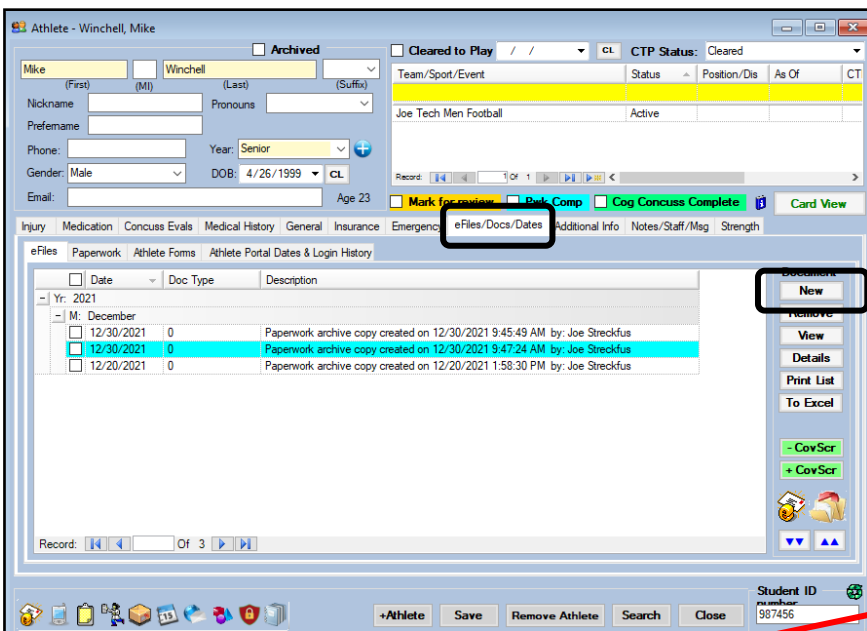 Athlete - Winchell, Mike
Archived
Cleared to Play / / CL CTP Status: Cleared
Mike Winchell
(First) (MI) (Last) (Suffix)
Team/Sport/Event Status Position/Dis As Of CT
Nickname Pronouns
Joe Tech Men Football Active
Prefername
Phone: Year: Senior
Gender: Male DOB: 4/26/1999 CL
Record: 1 Of 1
Email: Age 23
Mark for review Pwk Comp Cog Concuss Complete Card View
Injury Medication Concuss Evals Medical History General Insurance Emergency eFiles/Docs/Dates Additional Info Notes/Staff/Msg Strength
eFiles Paperwork Athlete Forms Athlete Portal Dates & Login History
Date Doc Type Description
Document
New
Yr: 2021
M: December
Remove
12/30/2021 0 Paperwork archive copy created on 12/30/2021 9:45:49 AM by: Joe Streckfus
View
12/30/2021 0 Paperwork archive copy created on 12/30/2021 9:47:24 AM by: Joe Streckfus
Details
12/20/2021 0 Paperwork archive copy created on 12/20/2021 1:58:30 PM by: Joe Streckfus
Print List
To Excel
- CovScr
+ CovScr
Record: Of 3
Student ID
number
+Athlete Save Remove Athlete Search Close 987456